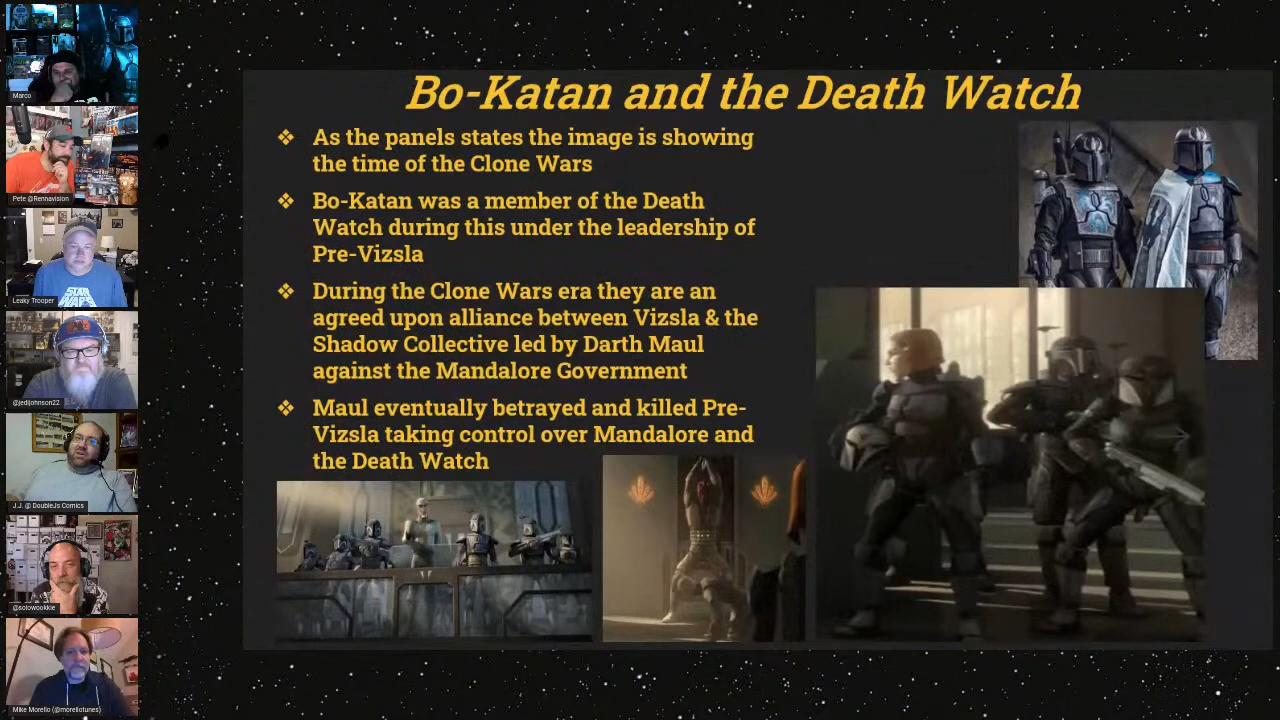 Bo-Katan and the Death Watch
❖ As the panels states the image is showing
the time of the Clone Wars
❖ Bo-Katan was a member of the Death
Watch during this under the leadership of
Pre-Vizsla
❖ During the Clone Wars era they are an
agreed upon alliance between Vizsla & the
Shadow Collective led by Darth Maul
against the Mandalore Government
❖ Maul eventually betrayed and killed Pre-
Vizsla taking control over Mandalore and
the Death Watch
Marco
Pete @Rennavision
STAR
WARS
Leaky Trooper
@jedijohnson22
J.J. @ DoubleJs Comics
@solowookkie
Mike Morello (@morellotunes)